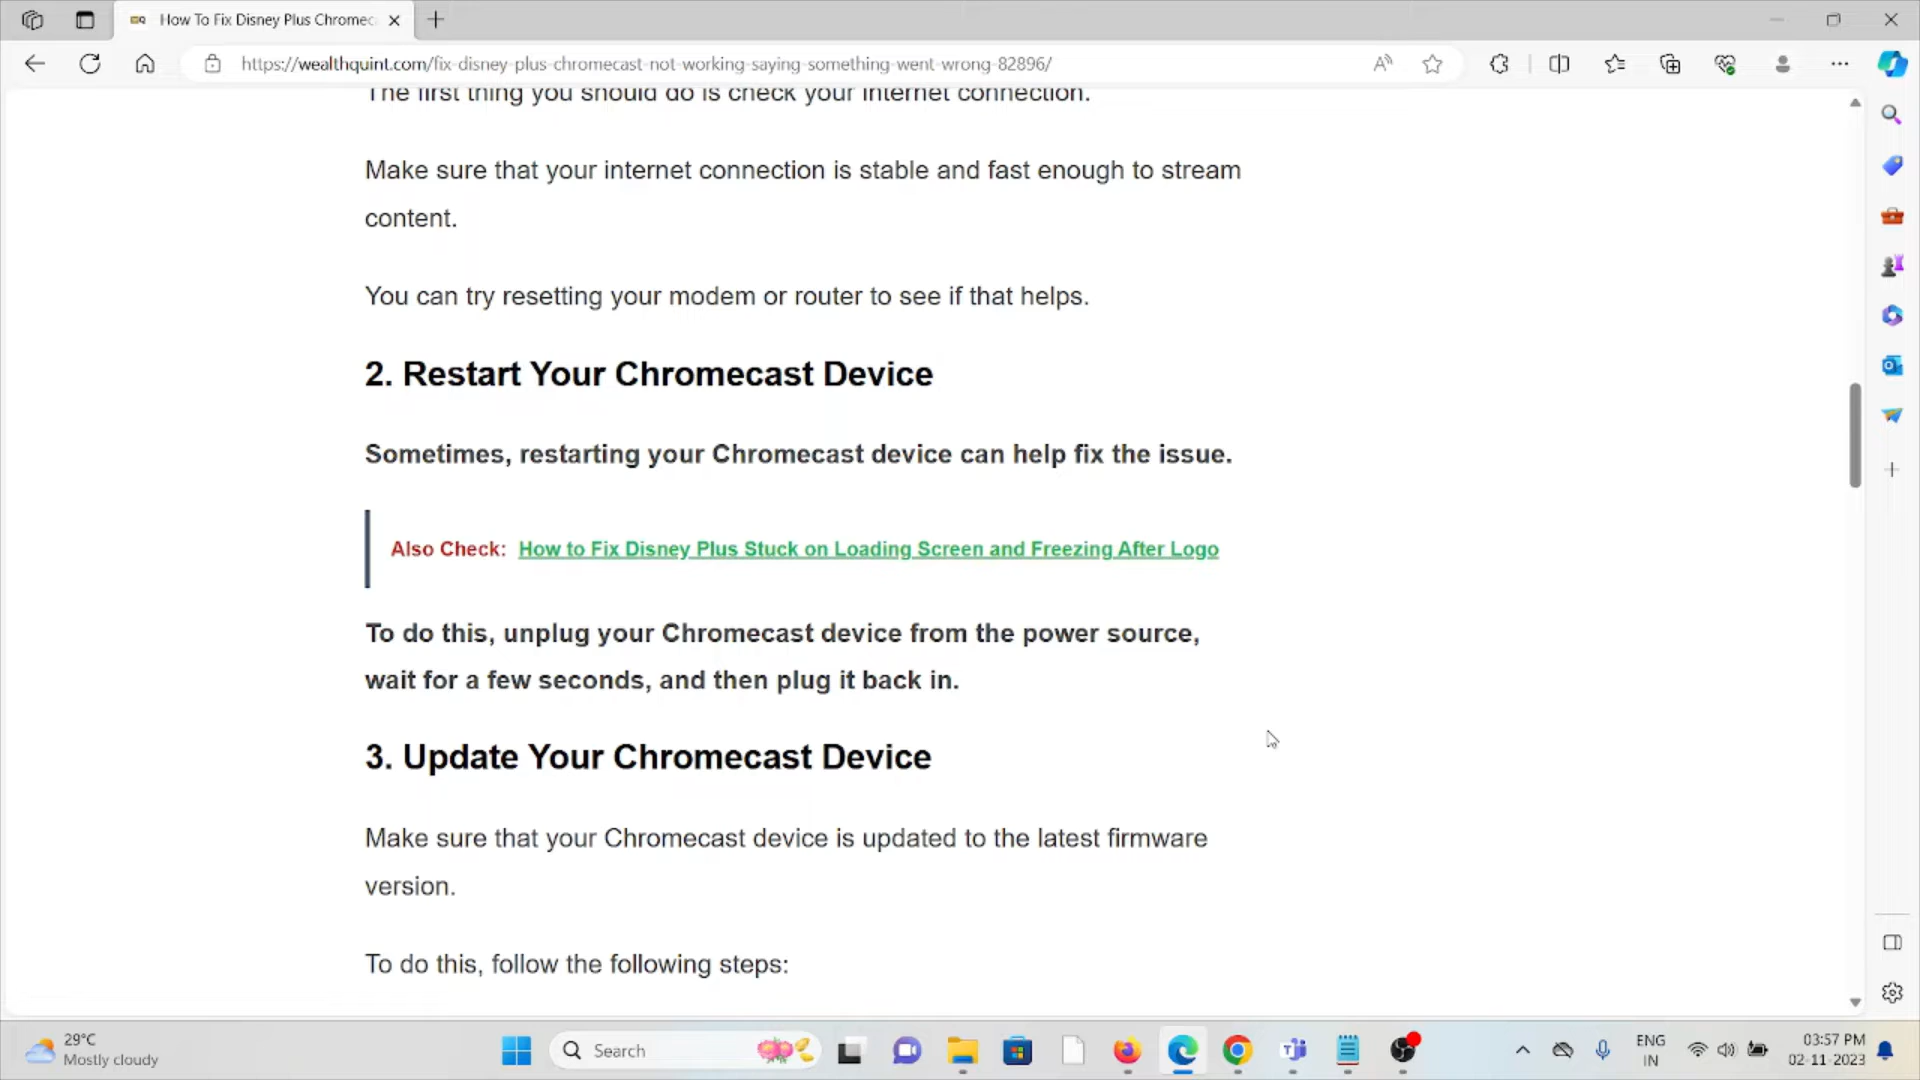 How To Fix Disney Plus Chromec
https://wealthquint.com/fix-disney-plus-chromecast-not-working-saying-something-went-wrong-82896/
The first thing you should do is check your internet connection.
Make sure that your internet connection is stable and fast enough to stream
content.
You can try resetting your modem or router to see if that helps.
2. Restart Your Chromecast Device
Sometimes, restarting your Chromecast device can help fix the issue.
Also Check: How to Fix Disney Plus Stuck on Loading Screen and Freezing After Logo
To do this, unplug your Chromecast device from the power source,
wait for a few seconds, and then plug it back in.
3. Update Your Chromecast Device
Make sure that your Chromecast device is updated to the latest firmware
version.
To do this, follow the following steps:
29°C
Mostly cloudy
Search
ENG
IN
03:57 PM
02-11-2023